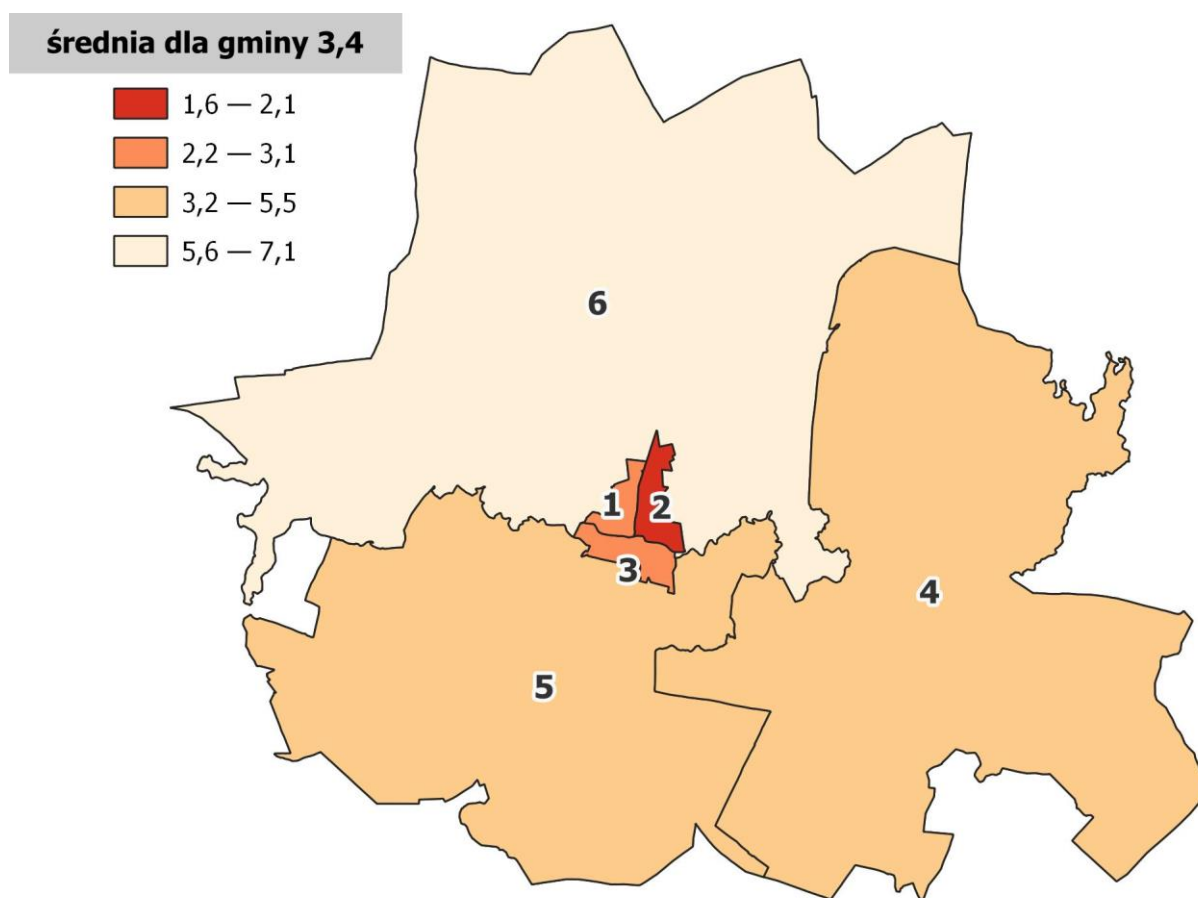 średnia dla gminy 3,4
1,6 — 2,1
2,2 — 3,1
3,2 — 5,5
5,6 — 7,1
6
1
2
3
4
5